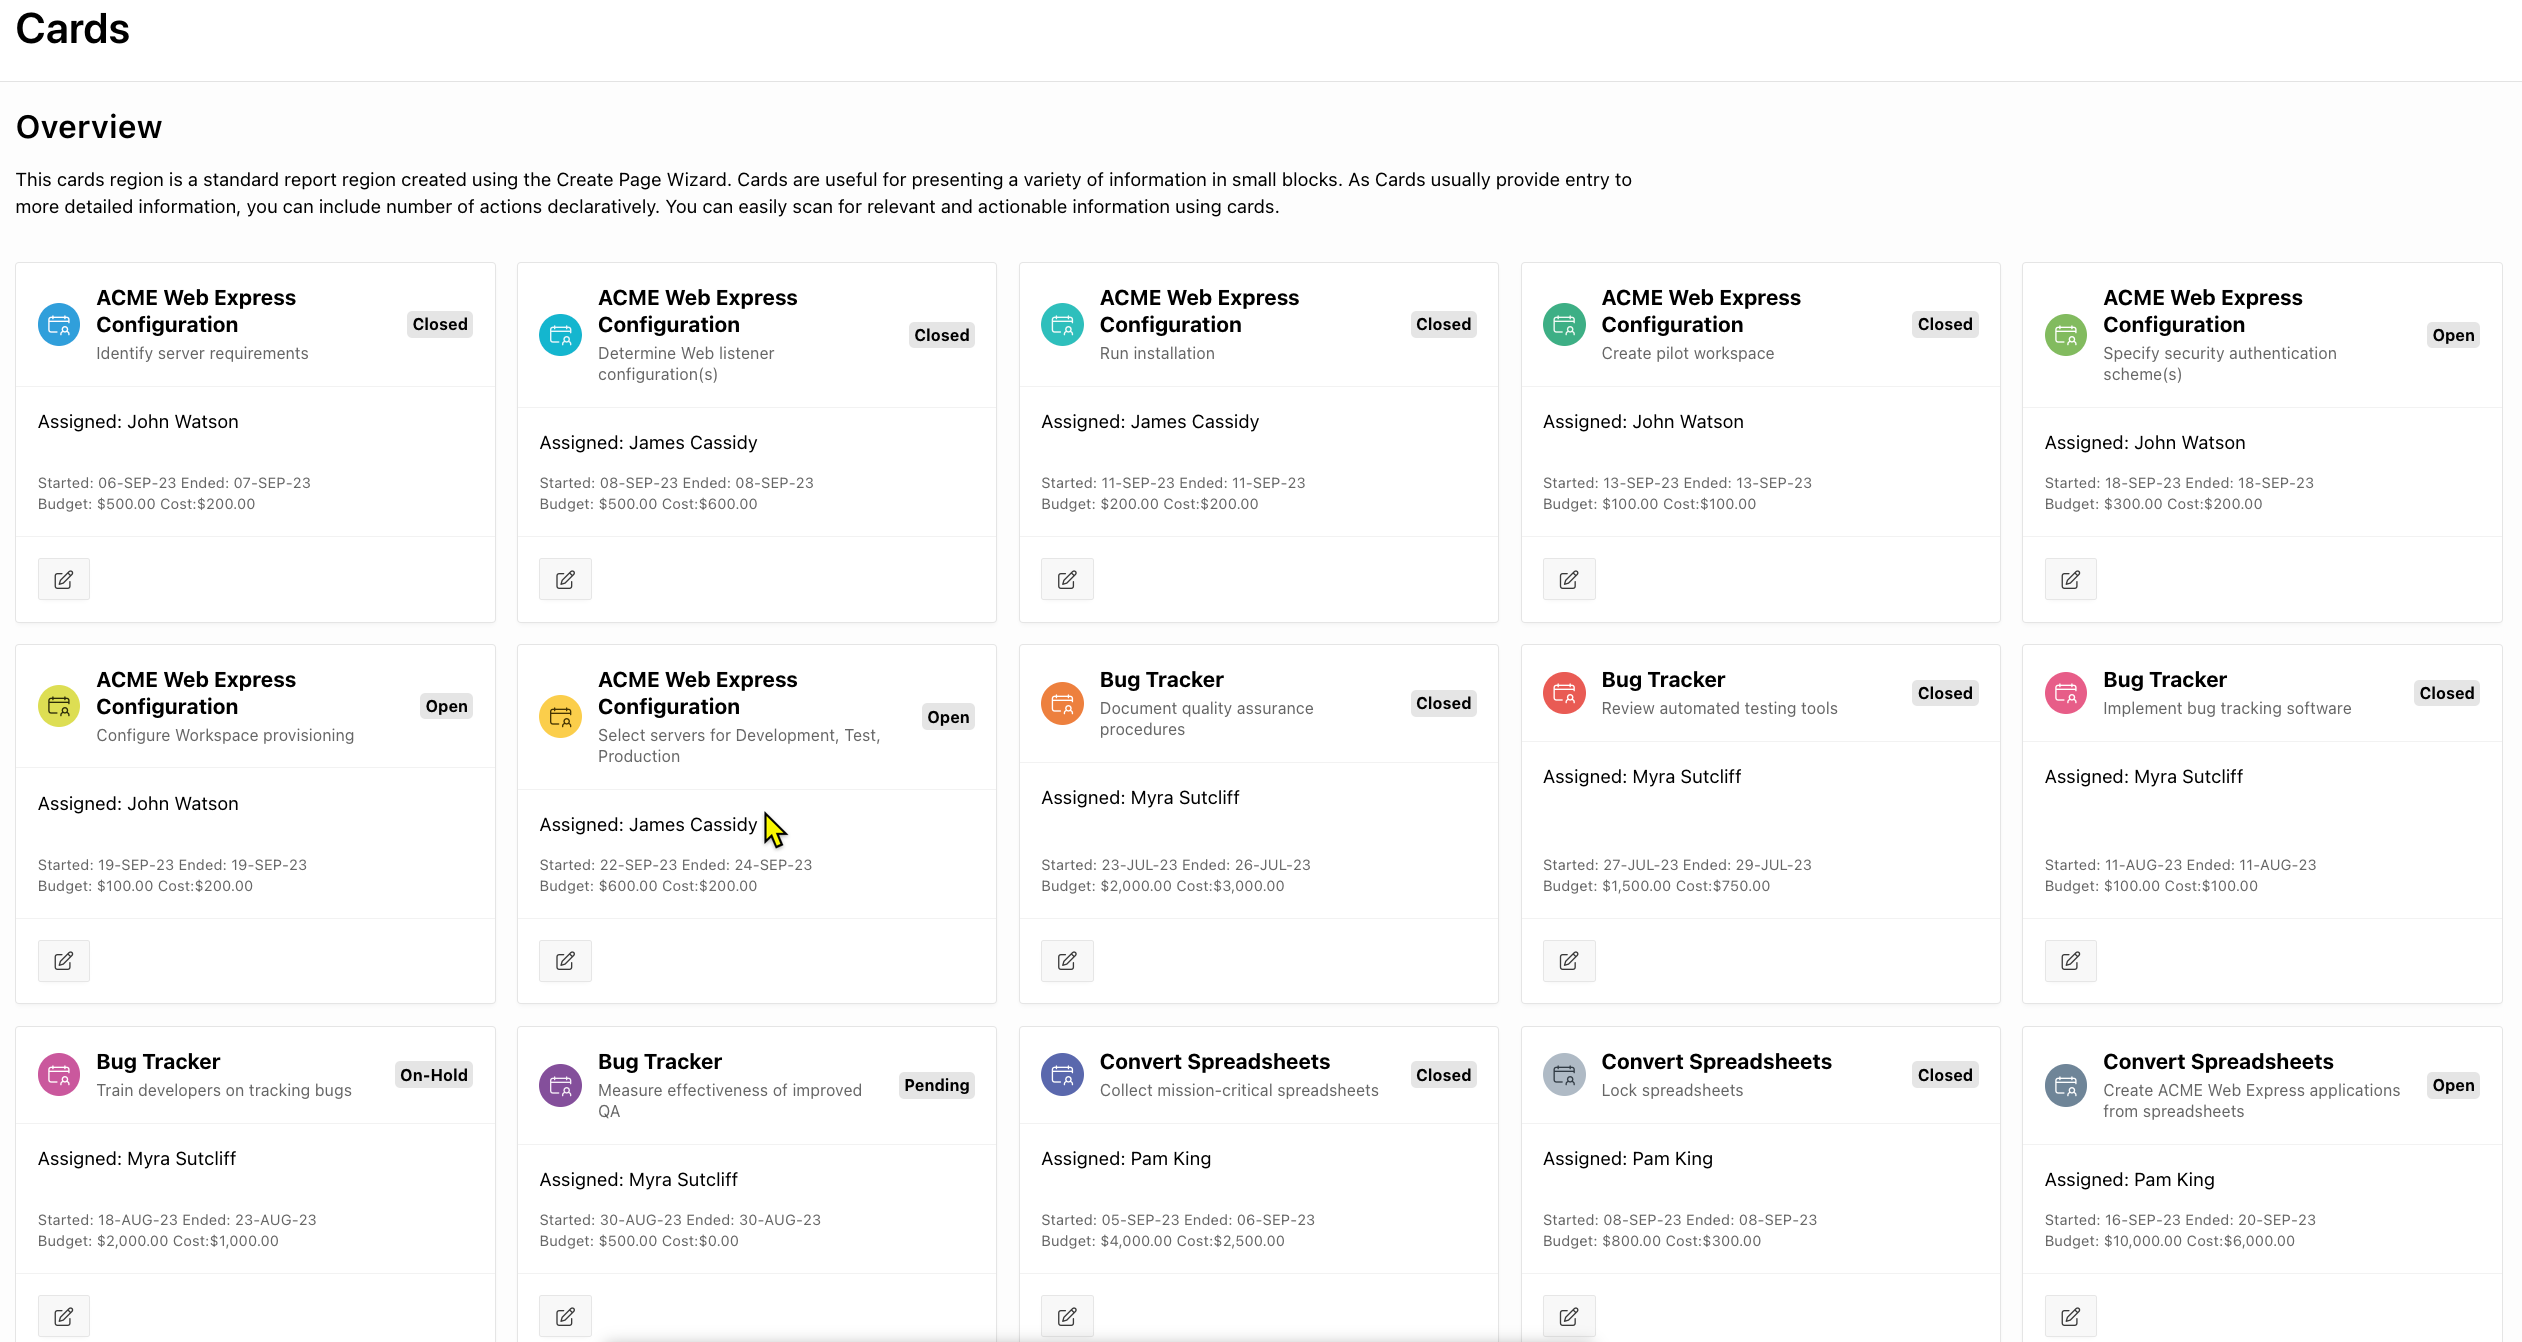 Cards
Overview
This cards region is a standard report region created using the Create Page Wizard. Cards are useful for presenting a variety of information in small blocks. As Cards usually provide entry to
more detailed information, you can include number of actions declaratively. You can easily scan for relevant and actionable information using cards.
ACME Web Express
Configuration
Identify server requirements
Closed
Assigned: John Watson
Started: 06-SEP-23 Ended: 07-SEP-23
Budget: $500.00 Cost:$200.00
ACME Web Express
Configuration
Determine Web listener
configuration(s)
Closed
Assigned: James Cassidy
Started: 08-SEP-23 Ended: 08-SEP-23
Budget: $500.00 Cost:$600.00
ACME Web Express
Configuration
Run installation
Closed
Assigned: James Cassidy
Started: 11-SEP-23 Ended: 11-SEP-23
Budget: $200.00 Cost:$200.00
ACME Web Express
Configuration
Create pilot workspace
Closed
Assigned: John Watson
Started: 13-SEP-23 Ended: 13-SEP-23
Budget: $100.00 Cost:$100.00
ACME Web Express
Configuration
Specify security authentication
scheme(s)
Open
Assigned: John Watson
Started: 18-SEP-23 Ended: 18-SEP-23
Budget: $300.00 Cost:$200.00
ACME Web Express
Configuration
Configure Workspace provisioning
Open
Assigned: John Watson
Started: 19-SEP-23 Ended: 19-SEP-23
Budget: $100.00 Cost:$200.00
ACME Web Express
Configuration
Select servers for Development, Test,
Production
Open
Assigned: James Cassidy
Started: 22-SEP-23 Ended: 24-SEP-23
Budget: $600.00 Cost:$200.00
Bug Tracker
Document quality assurance
procedures
Closed
Assigned: Myra Sutcliff
Started: 23-JUL-23 Ended: 26-JUL-23
Budget: $2,000.00 Cost:$3,000.00
Bug Tracker
Review automated testing tools
Closed
Assigned: Myra Sutcliff
Started: 27-JUL-23 Ended: 29-JUL-23
Budget: $1,500.00 Cost:$750.00
Bug Tracker
Implement bug tracking software
Closed
Assigned: Myra Sutcliff
Started: 11-AUG-23 Ended: 11-AUG-23
Budget: $100.00 Cost:$100.00
Bug Tracker
Train developers on tracking bugs
On-Hold
Assigned: Myra Sutcliff
Started: 18-AUG-23 Ended: 23-AUG-23
Budget: $2,000.00 Cost:$1,000.00
Bug Tracker
Measure effectiveness of improved
QA
Pending
Assigned: Myra Sutcliff
Started: 30-AUG-23 Ended: 30-AUG-23
Budget: $500.00 Cost:$0.00
Convert Spreadsheets
Collect mission-critical spreadsheets
Closed
Assigned: Pam King
Started: 05-SEP-23 Ended: 06-SEP-23
Budget: $4,000.00 Cost:$2,500.00
Convert Spreadsheets
Lock spreadsheets
Closed
Assigned: Pam King
Started: 08-SEP-23 Ended: 08-SEP-23
Budget: $800.00 Cost:$300.00
Convert Spreadsheets
Create ACME Web Express applications
from spreadsheets
Open
Assigned: Pam King
Started: 16-SEP-23 Ended: 20-SEP-23
Budget: $10,000.00 Cost:$6,000.00